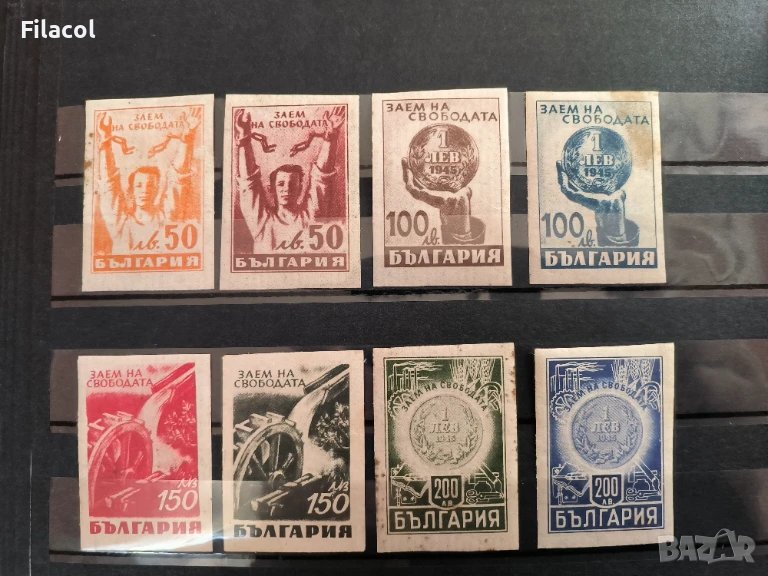 Filacol
ЗАЕМ
НА СВОБОДАТА
лв. 50
БЪЛГАРИЯ
ЗАЕМ
НА СВОБОДАТА
лв. 50
БЪЛГАРИЯ
ЗАЕМ НА
СВОБОДАТА
1
ЛЕВ
1945
100
лв.
БЪЛГАРИЯ
ЗАЕМ НА
СВОБОДАТА
1
ЛЕВ
1945
100
лв.
БЪЛГАРИЯ
ЗАЕМ НА
СВОБОДАТА
лв
150
БЪЛГАРИЯ
ЗАЕМ НА
СВОБОДАТА
лв
150
БЪЛГАРИЯ
ЗАЕМ НА СВОБОДАТА
1
ЛЕВ
1945
200
ЛВ.
БЪЛГАРИЯ
ЗАЕМ НА СВОБОДАТА
1
ЛЕВ
1945
200
ЛВ.
БЪЛГАРИЯ
BAZAR